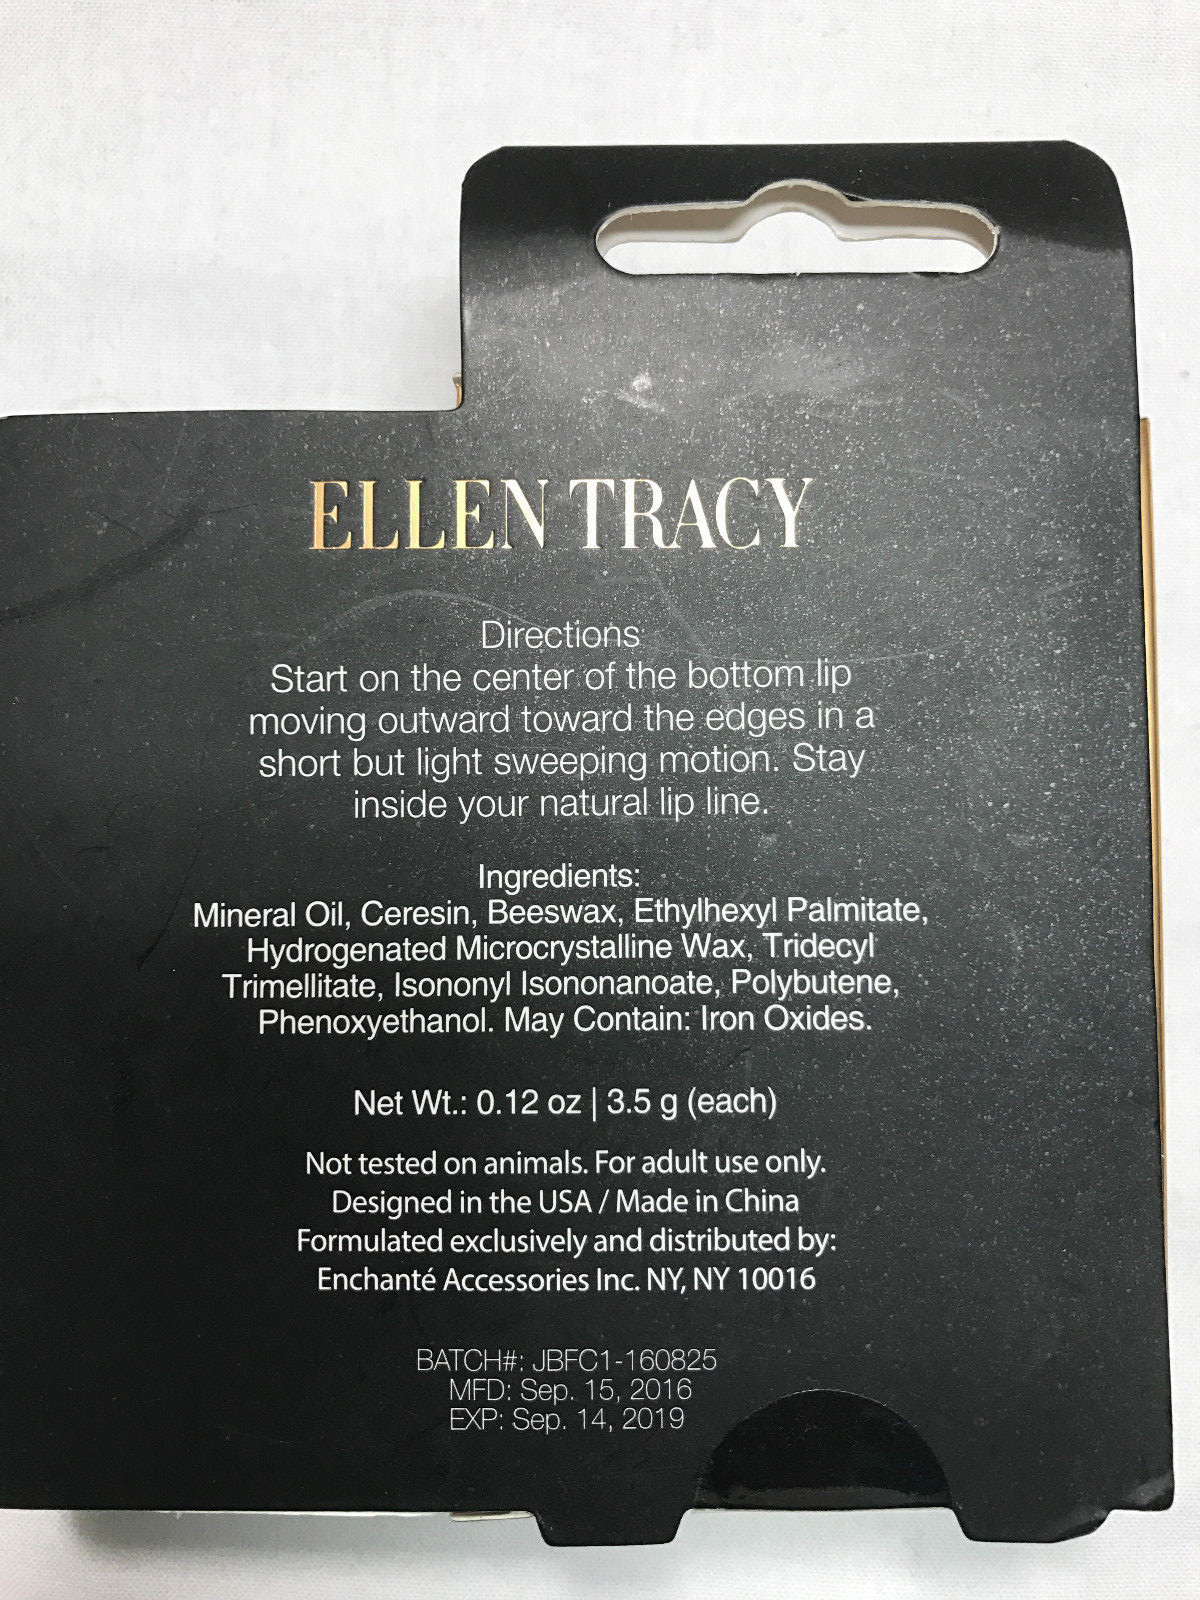 ELLEN TRACY
Directions
Start on the center of the bottom lip
moving outward toward the edges in a
short but light sweeping motion. Stay
inside your natural lip line.
Ingredients:
Mineral Oil, Ceresin, Beeswax, Ethylhexyl Palmitate,
Hydrogenated Microcrystalline Wax, Tridecyl
Trimellitate, Isononyl Isononanoate, Polybutene,
Phenoxyethanol. May Contain: Iron Oxides.
Net Wt.: 0.12 oz | 3.5 g (each)
Not tested on animals. For adult use only.
Designed in the USA / Made in China
Formulated exclusively and distributed by:
Enchanté Accessories Inc. NY, NY 10016
BATCH#: JBFC1-160825
MFD: Sep. 15, 2016
EXP: Sep. 14, 2019